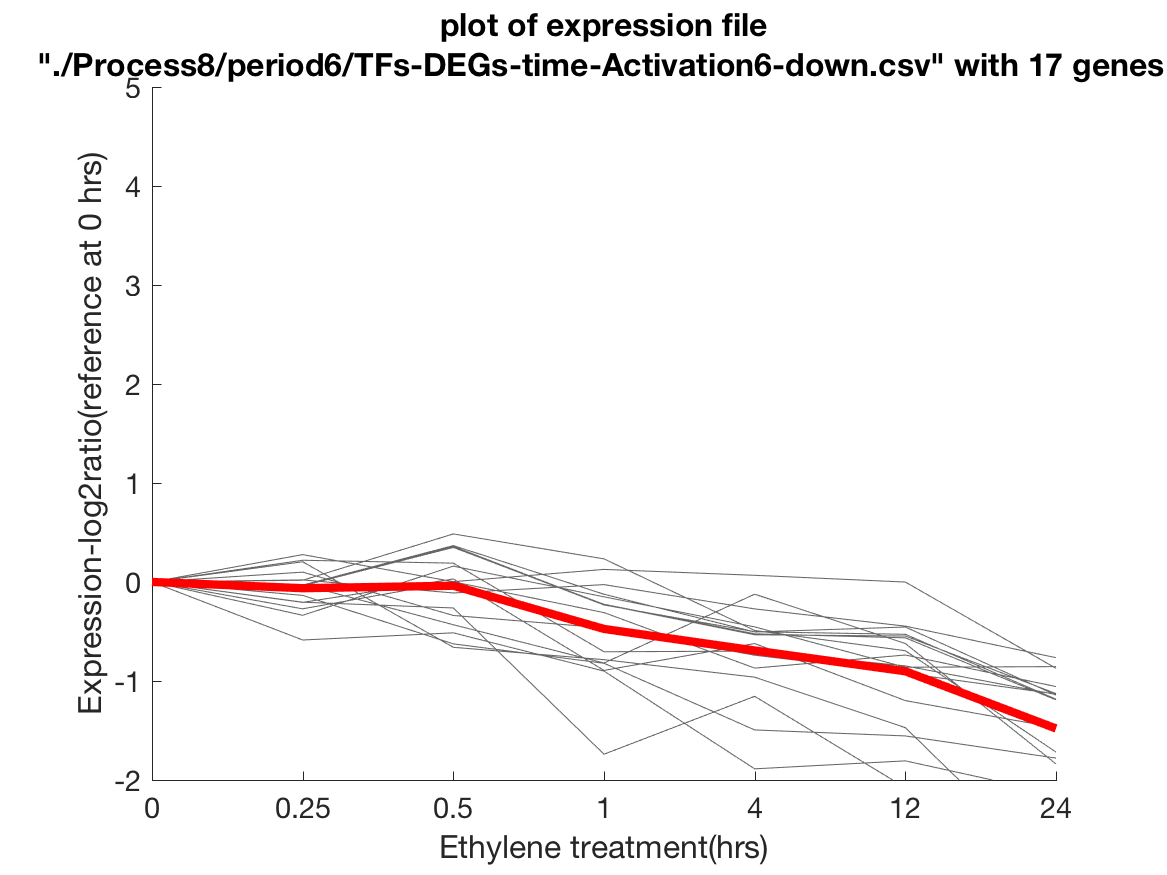 plot of expression file
"./Process8/period6/TFs-DEGs-time-Activation6-down.csv" with 17 genes
Expression-log2ratio(reference at 0 hrs)
5
4
3
2
1
0
-1
-2
0 0.25 0.5 1 4 12 24
Ethylene treatment(hrs)